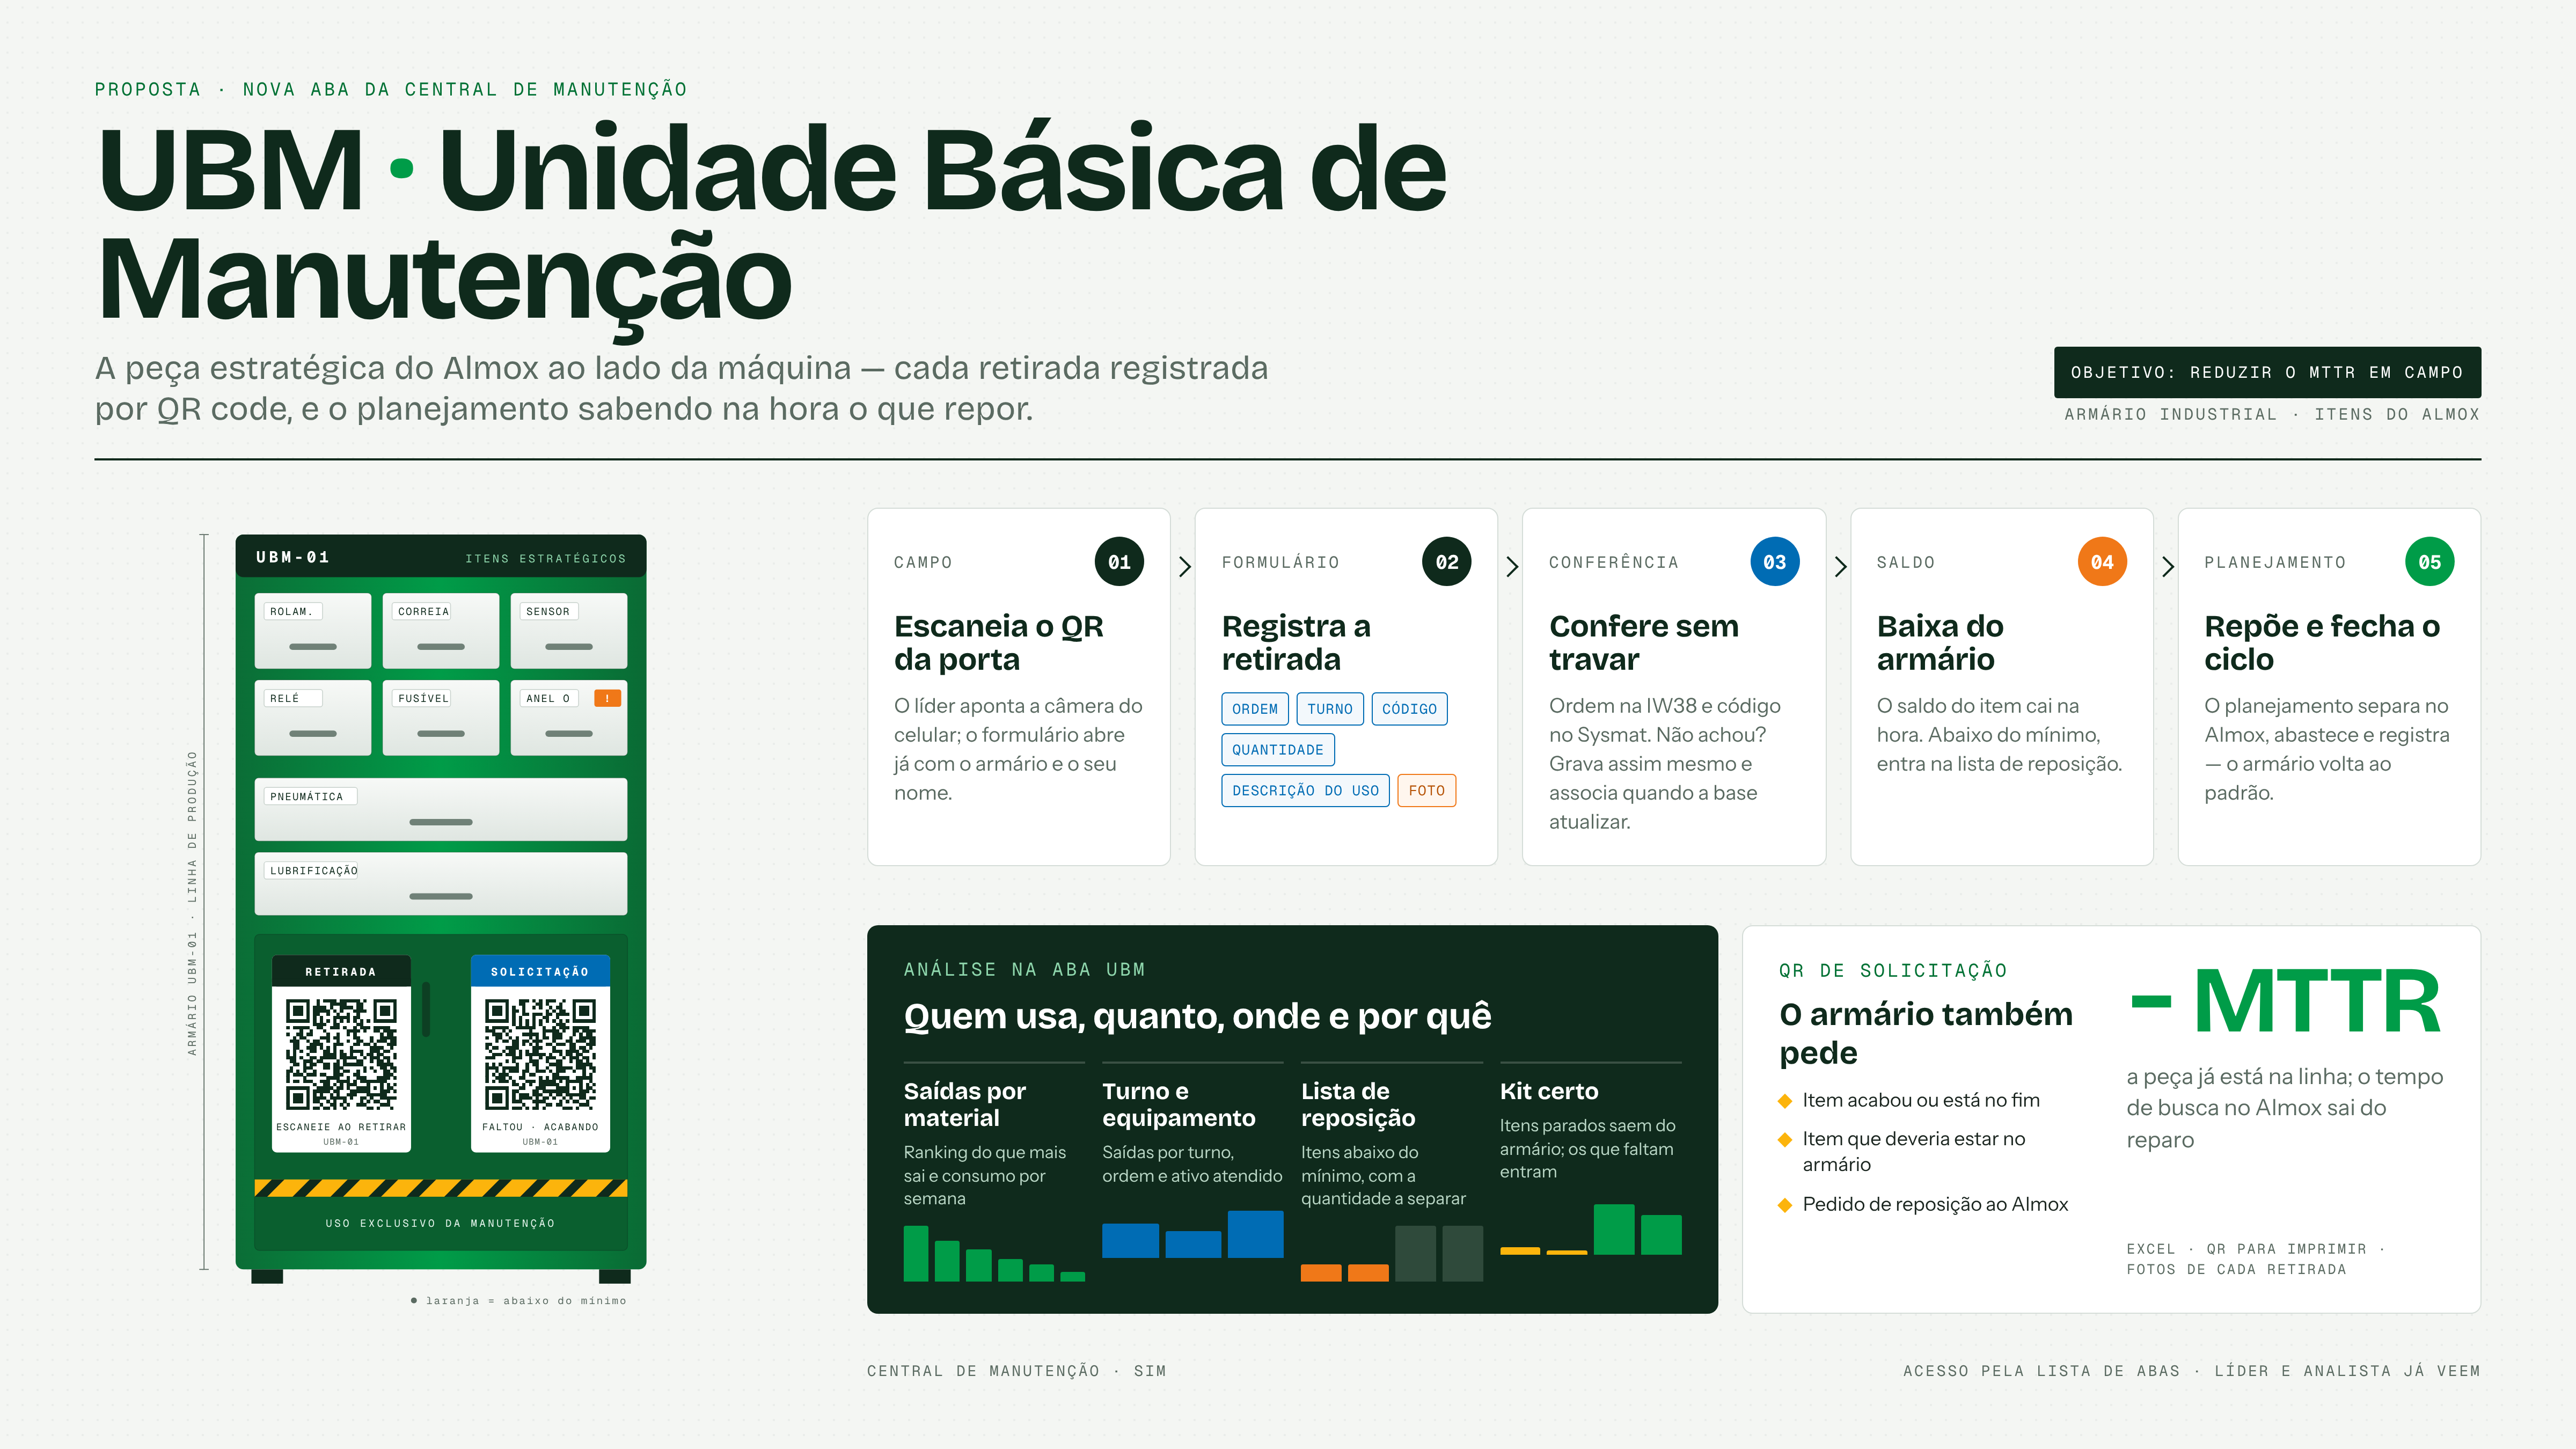 PROPOSTA · NOVA ABA DA CENTRAL DE MANUTENÇÃO
UBM · Unidade Básica de
Manutenção
A peça estratégica do Almox ao lado da máquina — cada retirada registrada
por QR code, e o planejamento sabendo na hora o que repor.
OBJETIVO: REDUZIR O MTTR EM CAMPO
ARMÁRIO INDUSTRIAL · ITENS DO ALMOX
ARMÁRIO UBM-01 · LINHA DE PRODUÇÃO
UBM-01
ITENS ESTRATÉGICOS
ROLAM.
CORREIA
SENSOR
RELÉ
FUSÍVEL
ANEL O
!
PNEUMÁTICA
LUBRIFICAÇÃO
RETIRADA
ESCANEIE AO RETIRAR
UBM-01
SOLICITAÇÃO
FALTOU · ACABANDO
UBM-01
USO EXCLUSIVO DA MANUTENÇÃO
● laranja = abaixo do mínimo
CAMPO
01
Escaneia o QR
da porta
O líder aponta a câmera do
celular; o formulário abre
já com o armário e o seu
nome.
FORMULÁRIO
02
Registra a
retirada
ORDEM
TURNO
CÓDIGO
QUANTIDADE
DESCRIÇÃO DO USO
FOTO
CONFERÊNCIA
03
Confere sem
travar
Ordem na IW38 e código
no Sysmat. Não achou?
Grava assim mesmo e
associa quando a base
atualizar.
SALDO
04
Baixa do
armário
O saldo do item cai na
hora. Abaixo do mínimo,
entra na lista de reposição.
PLANEJAMENTO
05
Repõe e fecha o
ciclo
O planejamento separa no
Almox, abastece e registra
— o armário volta ao
padrão.
ANÁLISE NA ABA UBM
Quem usa, quanto, onde e por quê
Saídas por
material
Ranking do que mais
sai e consumo por
semana
Turno e
equipamento
Saídas por turno,
ordem e ativo atendido
Lista de
reposição
Itens abaixo do
mínimo, com a
quantidade a separar
Kit certo
Itens parados saem do
armário; os que faltam
entram
QR DE SOLICITAÇÃO
O armário também
pede
Item acabou ou está no fim
Item que deveria estar no
armário
Pedido de reposição ao Almox
– MTTR
a peça já está na linha; o tempo
de busca no Almox sai do
reparo
EXCEL · QR PARA IMPRIMIR ·
FOTOS DE CADA RETIRADA
CENTRAL DE MANUTENÇÃO · SIM
ACESSO PELA LISTA DE ABAS · LÍDER E ANALISTA JÁ VEEM